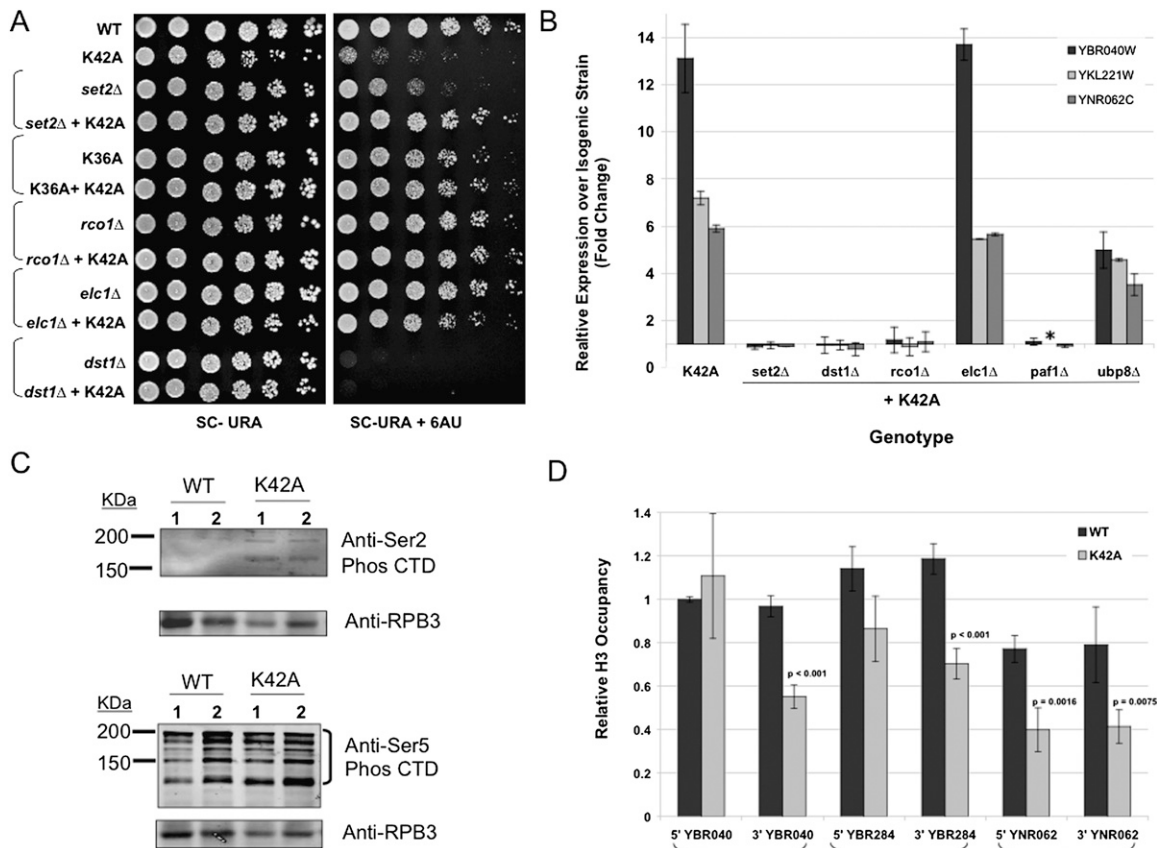 A
WT
K42A
set2Δ
set2Δ + K42A
K36A
K36A+ K42A
rco1Δ
rco1Δ + K42A
elc1Δ
elc1Δ + K42A
dst1Δ
dst1Δ + K42A
SC- URA
SC-URA + 6AU
B
Realtive Expression over Isogenic Strain
(Fold Change)
14
12
10
8
6
4
2
1
0
YBR040W
YKL221W
YNR062C
*
K42A
set2Δ
dst1Δ
rco1Δ
elc1Δ
paf1Δ
ubp8Δ
+ K42A
Genotype
C
KDa
WT
K42A
1
2
1
2
200
150
Anti-Ser2
Phos CTD
Anti-RPB3
KDa
WT
K42A
1
2
1
2
200
150
Anti-Ser5
Phos CTD
Anti-RPB3
D
Relative H3 Occupancy
1.4
1.2
1
0.8
0.6
0.4
0.2
0
WT
K42A
p < 0.001
p < 0.001
p = 0.0016
p = 0.0075
5' YBR040
3' YBR040
5' YBR284
3' YBR284
5' YNR062
3' YNR062